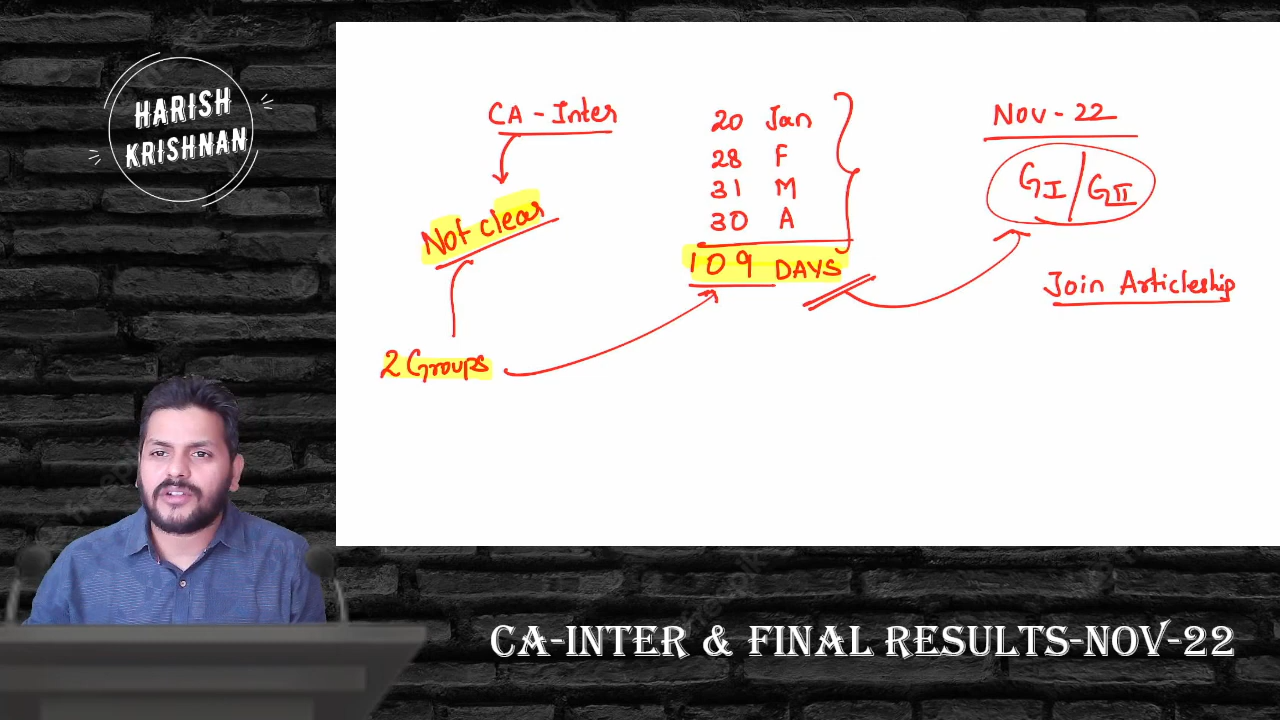 HARISH
KRISHNAN
CA - Inter
Not clear
2 Groups
20 Jan
28 F
31 M
30 A
109 DAYS
Nov - 22
GI / GII
Join Articleship
CA-INTER & FINAL RESULTS-NOV-22